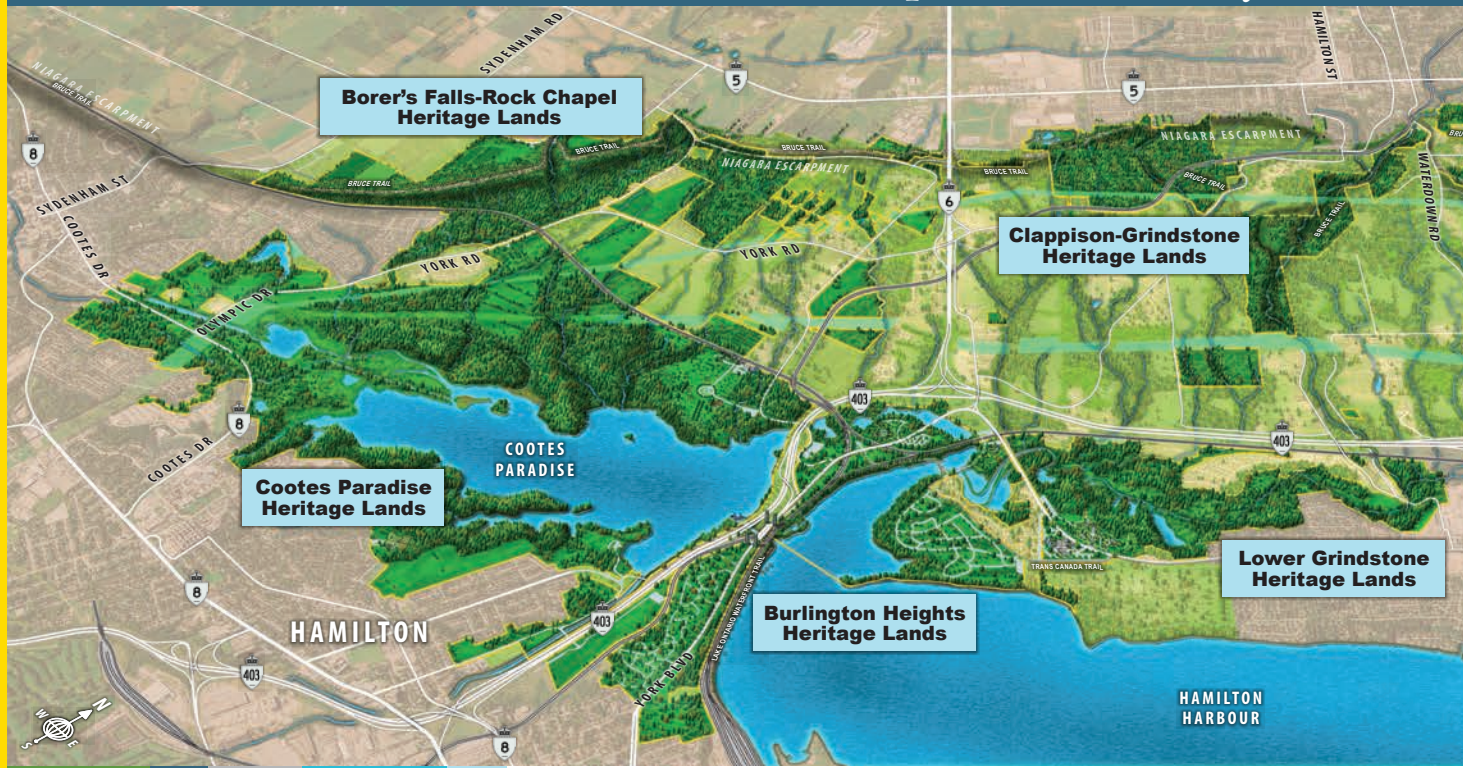 SYDENHAM RD
HAMILTON ST
NIAGARA ESCARPMENT
BRUCE TRAIL
5
5
Borer's Falls-Rock Chapel
Heritage Lands
8
BRUCE TRAIL
BRUCE TRAIL
BRUCE TRAIL
NIAGARA ESCARPMENT
NIAGARA ESCARPMENT
BRUCE TRAIL
BRUCE TRAIL
BRUCE TRAIL
WATERDOWN RD
SYDENHAM ST
COOTES DR
6
Clappison-Grindstone
Heritage Lands
YORK RD
YORK RD
OLYMPIC DR
8
403
403
COOTES DR
COOTES
PARADISE
Cootes Paradise
Heritage Lands
Lower Grindstone
Heritage Lands
TRANS CANADA TRAIL
8
403
HAMILTON
LAKE ONTARIO WATERFRONT TRAIL
Burlington Heights
Heritage Lands
YORK BLVD
403
HAMILTON
HARBOUR
8
W
N
S
E